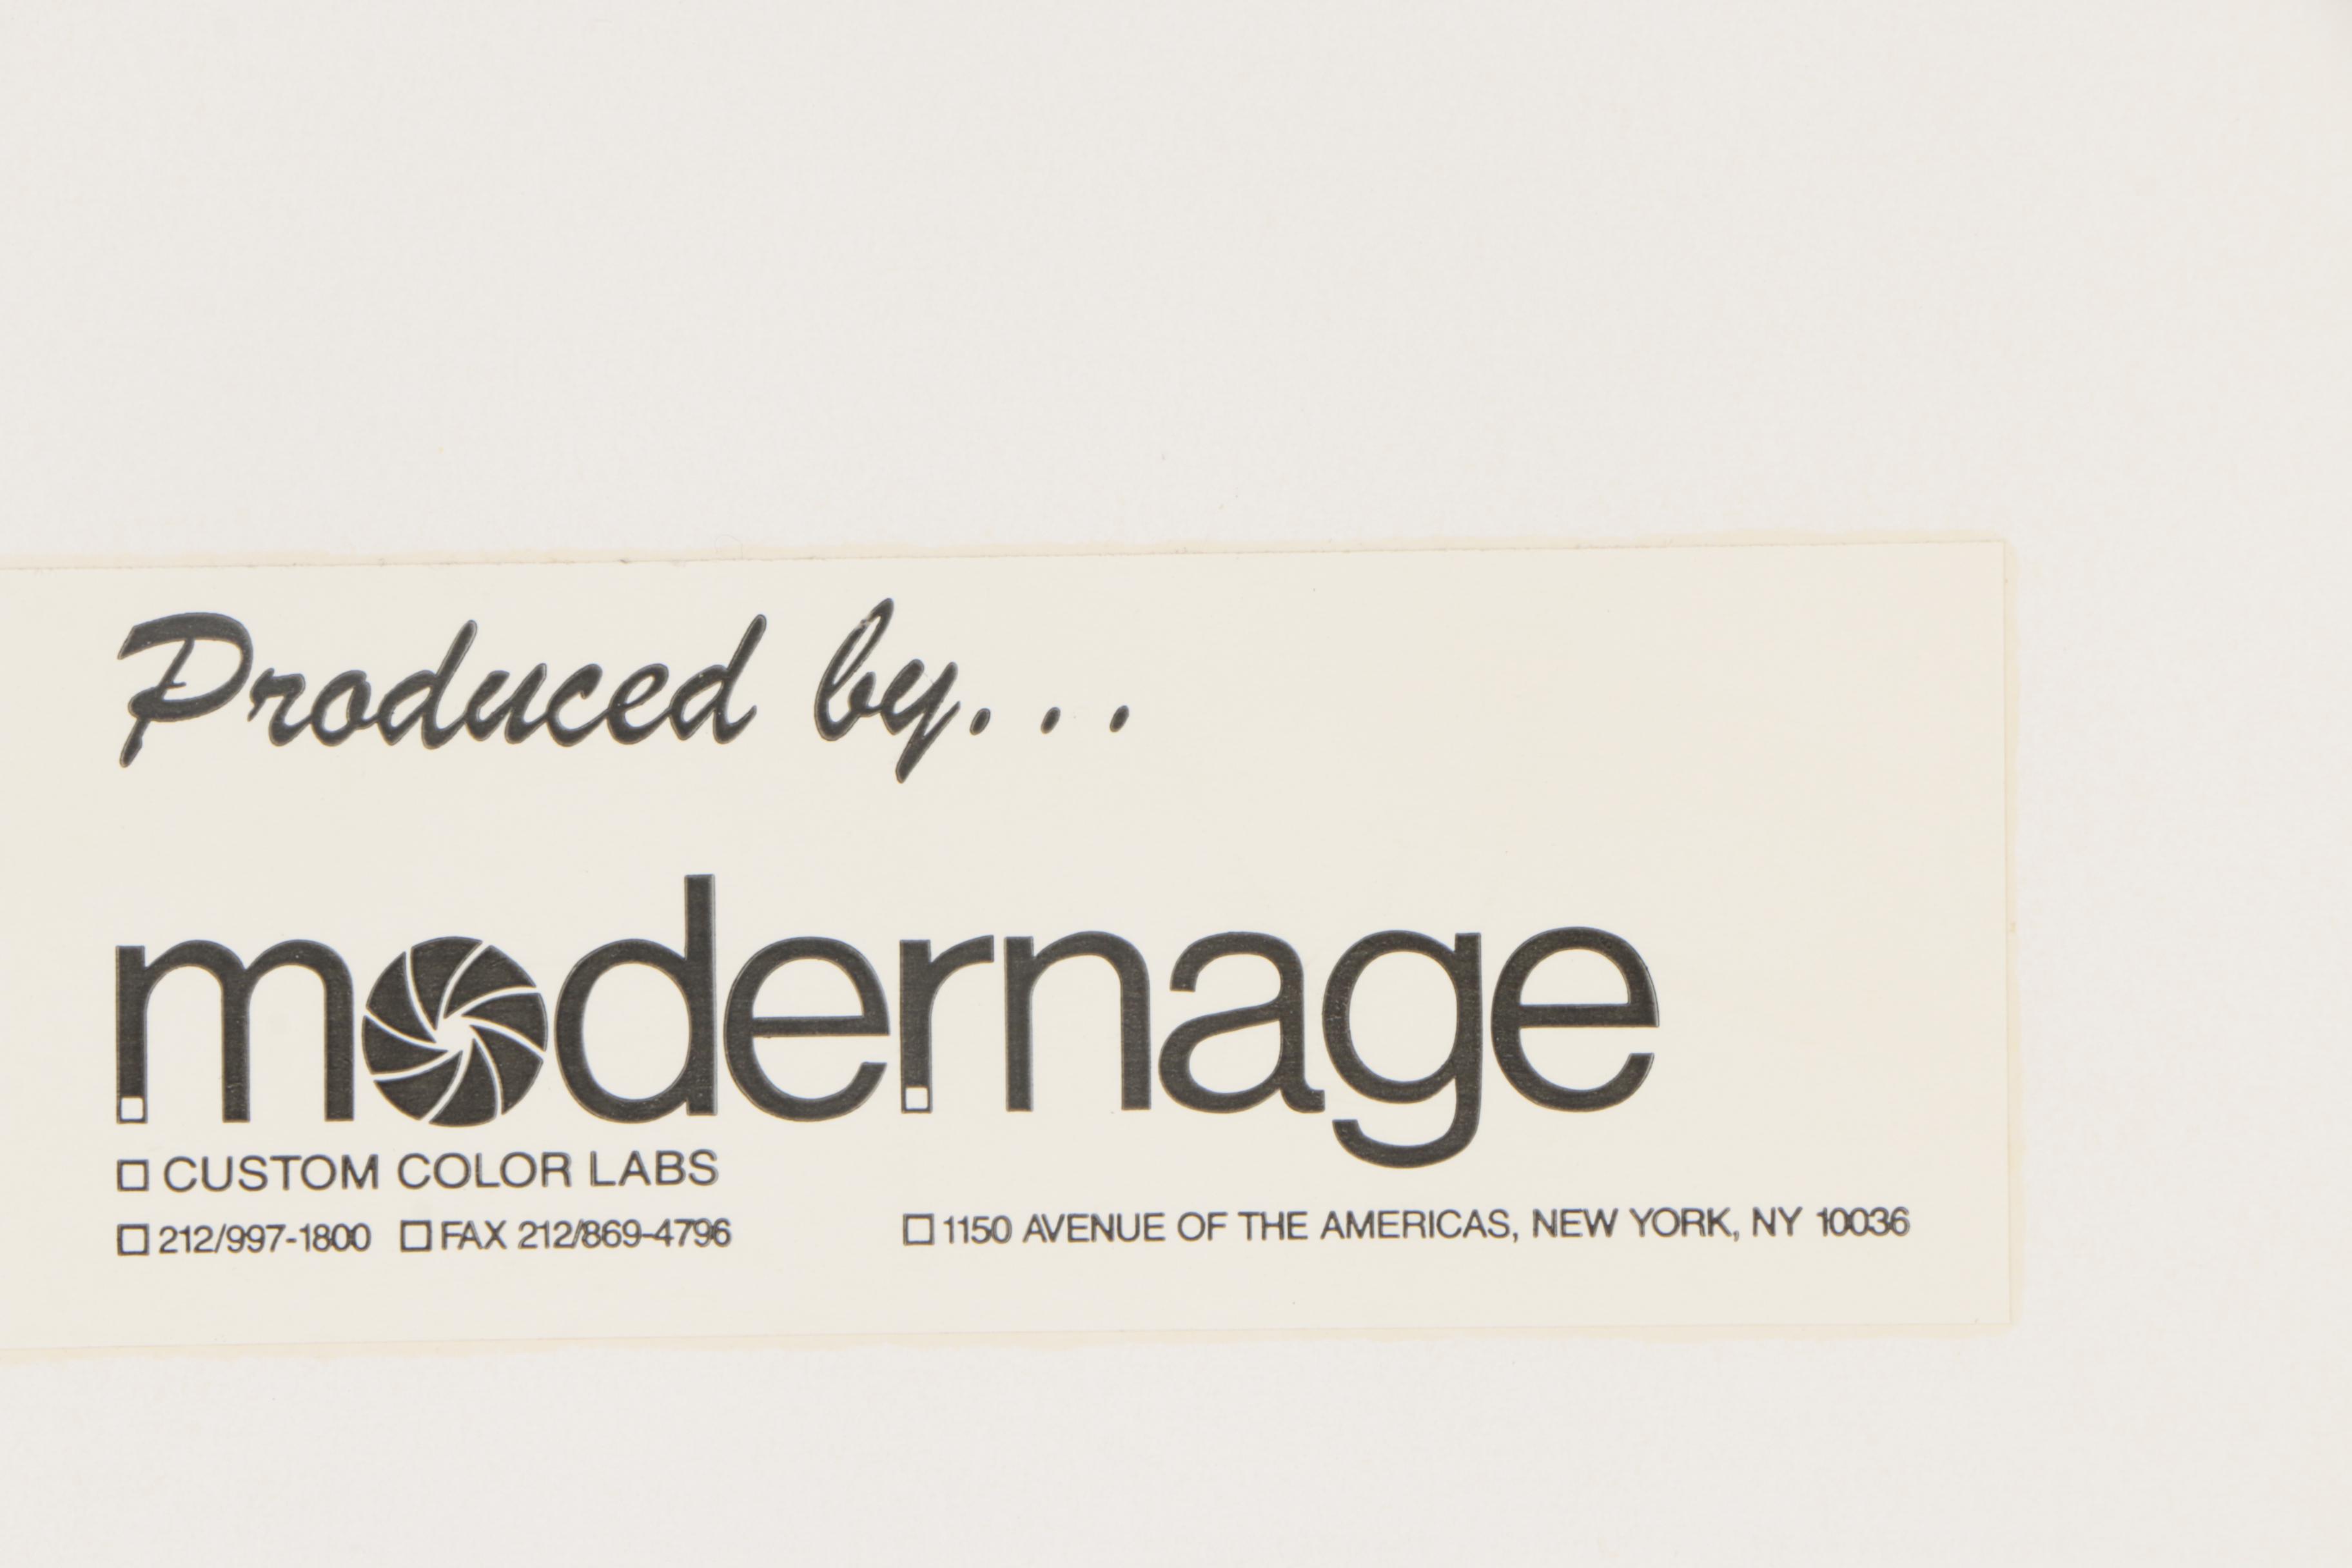 Produced by. . .
modernage
CUSTOM COLOR LABS
212/997-1800 FAX 212/869-4796 1150 AVENUE OF THE AMERICAS, NEW YORK, NY 10036